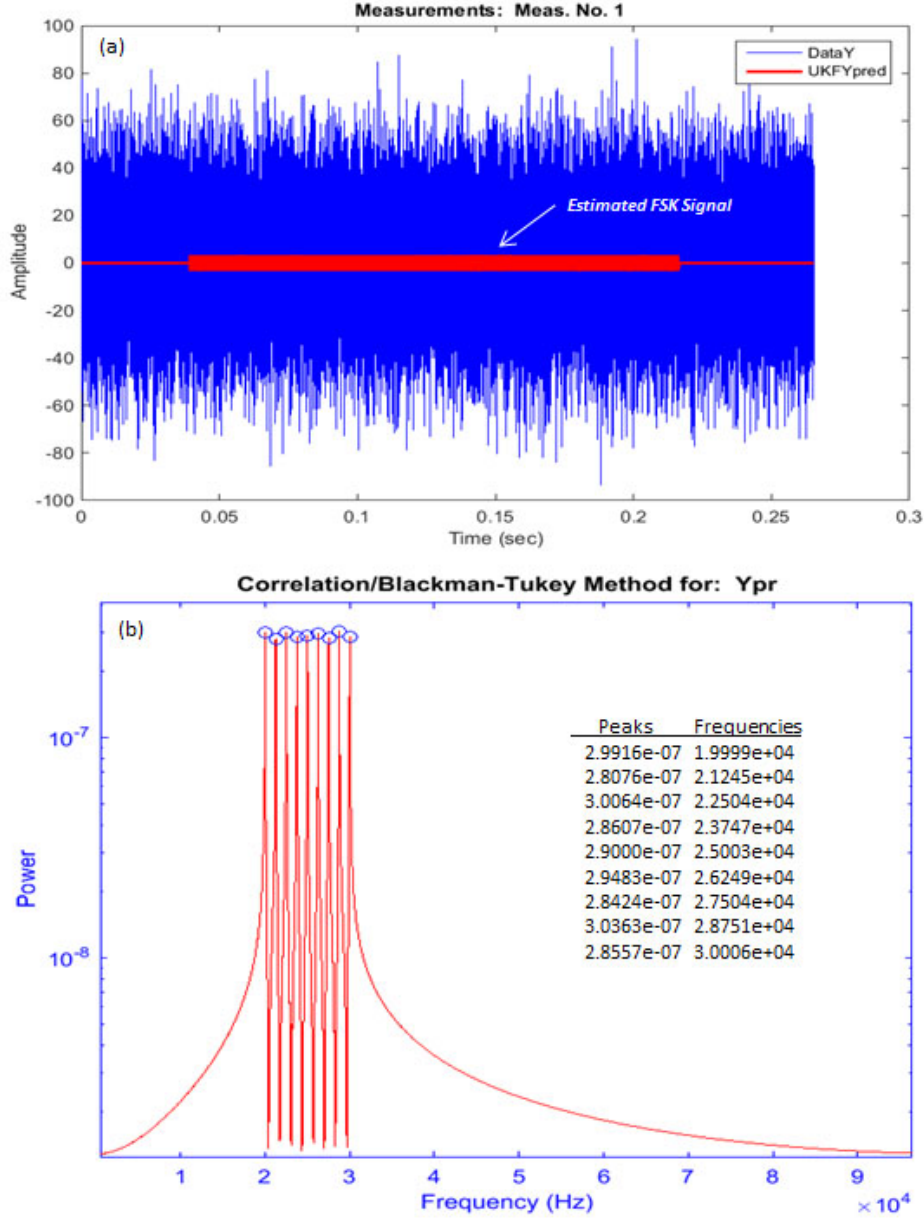 Measurements: Meas. No. 1
(a)
DataY
UKFYpred
Estimated FSK Signal
Amplitude
100
80
60
40
20
0
-20
-40
-60
-80
-100
0 0.05 0.1 0.15 0.2 0.25 0.3
Time (sec)
Correlation/Blackman-Tukey Method for: Ypr
(b)
Power
10-7
10-8
Peaks Frequencies
2.9916e-07 1.9999e+04
2.8076e-07 2.1245e+04
3.0064e-07 2.2504e+04
2.8607e-07 2.3747e+04
2.9000e-07 2.5003e+04
2.9483e-07 2.6249e+04
2.8424e-07 2.7504e+04
3.0363e-07 2.8751e+04
2.8557e-07 3.0006e+04
1 2 3 4 5 6 7 8 9
Frequency (Hz)
× 10^4